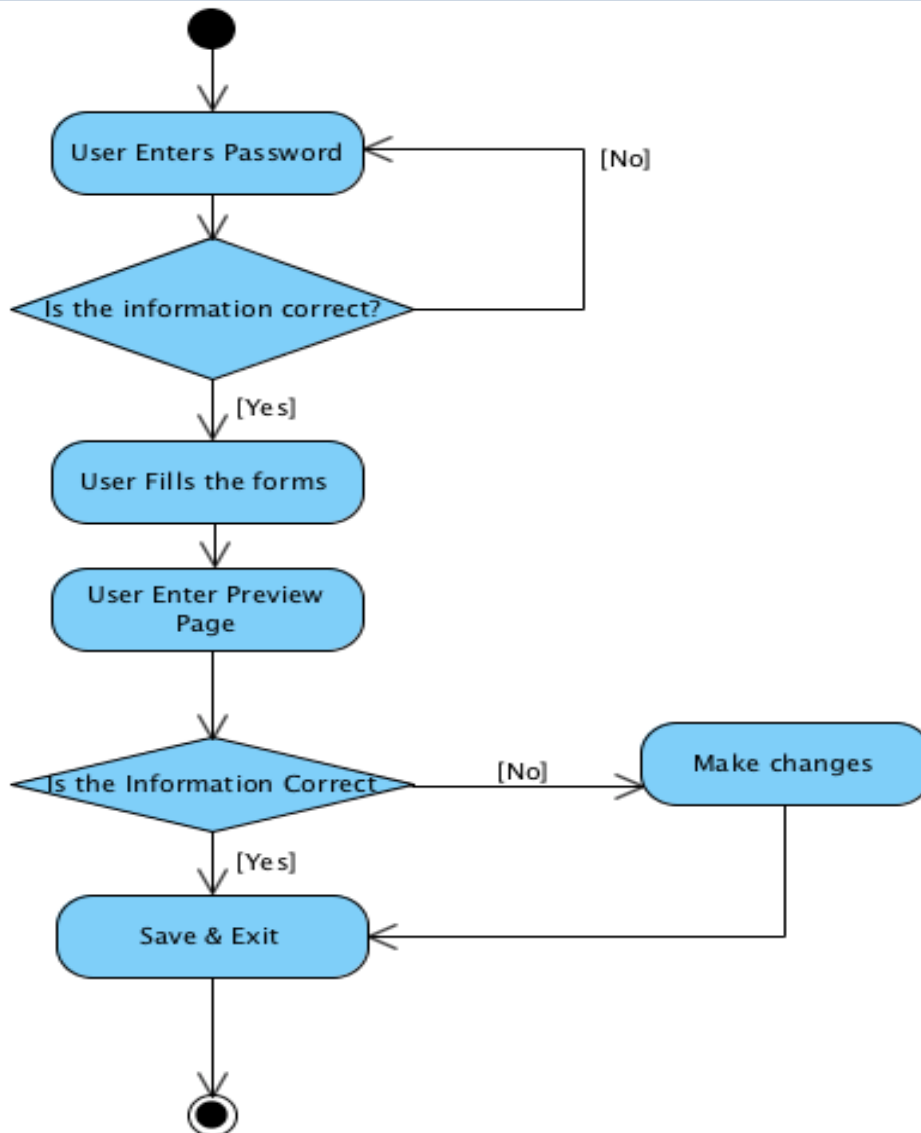 User Enters Password
[No]
Is the information correct?
[Yes]
User Fills the forms
User Enter Preview
Page
Is the Information Correct
[No]
Make changes
[Yes]
Save & Exit